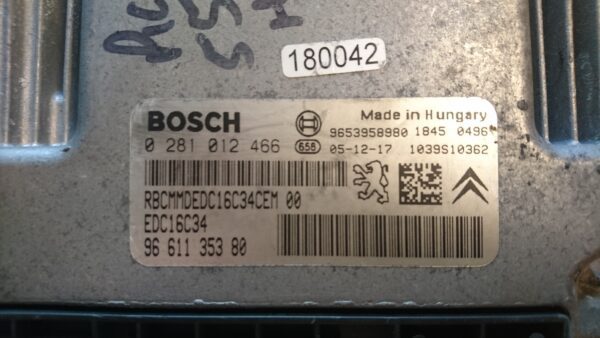 180042
BOSCH
Made in Hungary
9653958980 1845 0496
0 281 012 466
656 05-12-17 1039S10362
RBCMMDEDC16C34CEM 00
EDC16C34
96 611 353 80